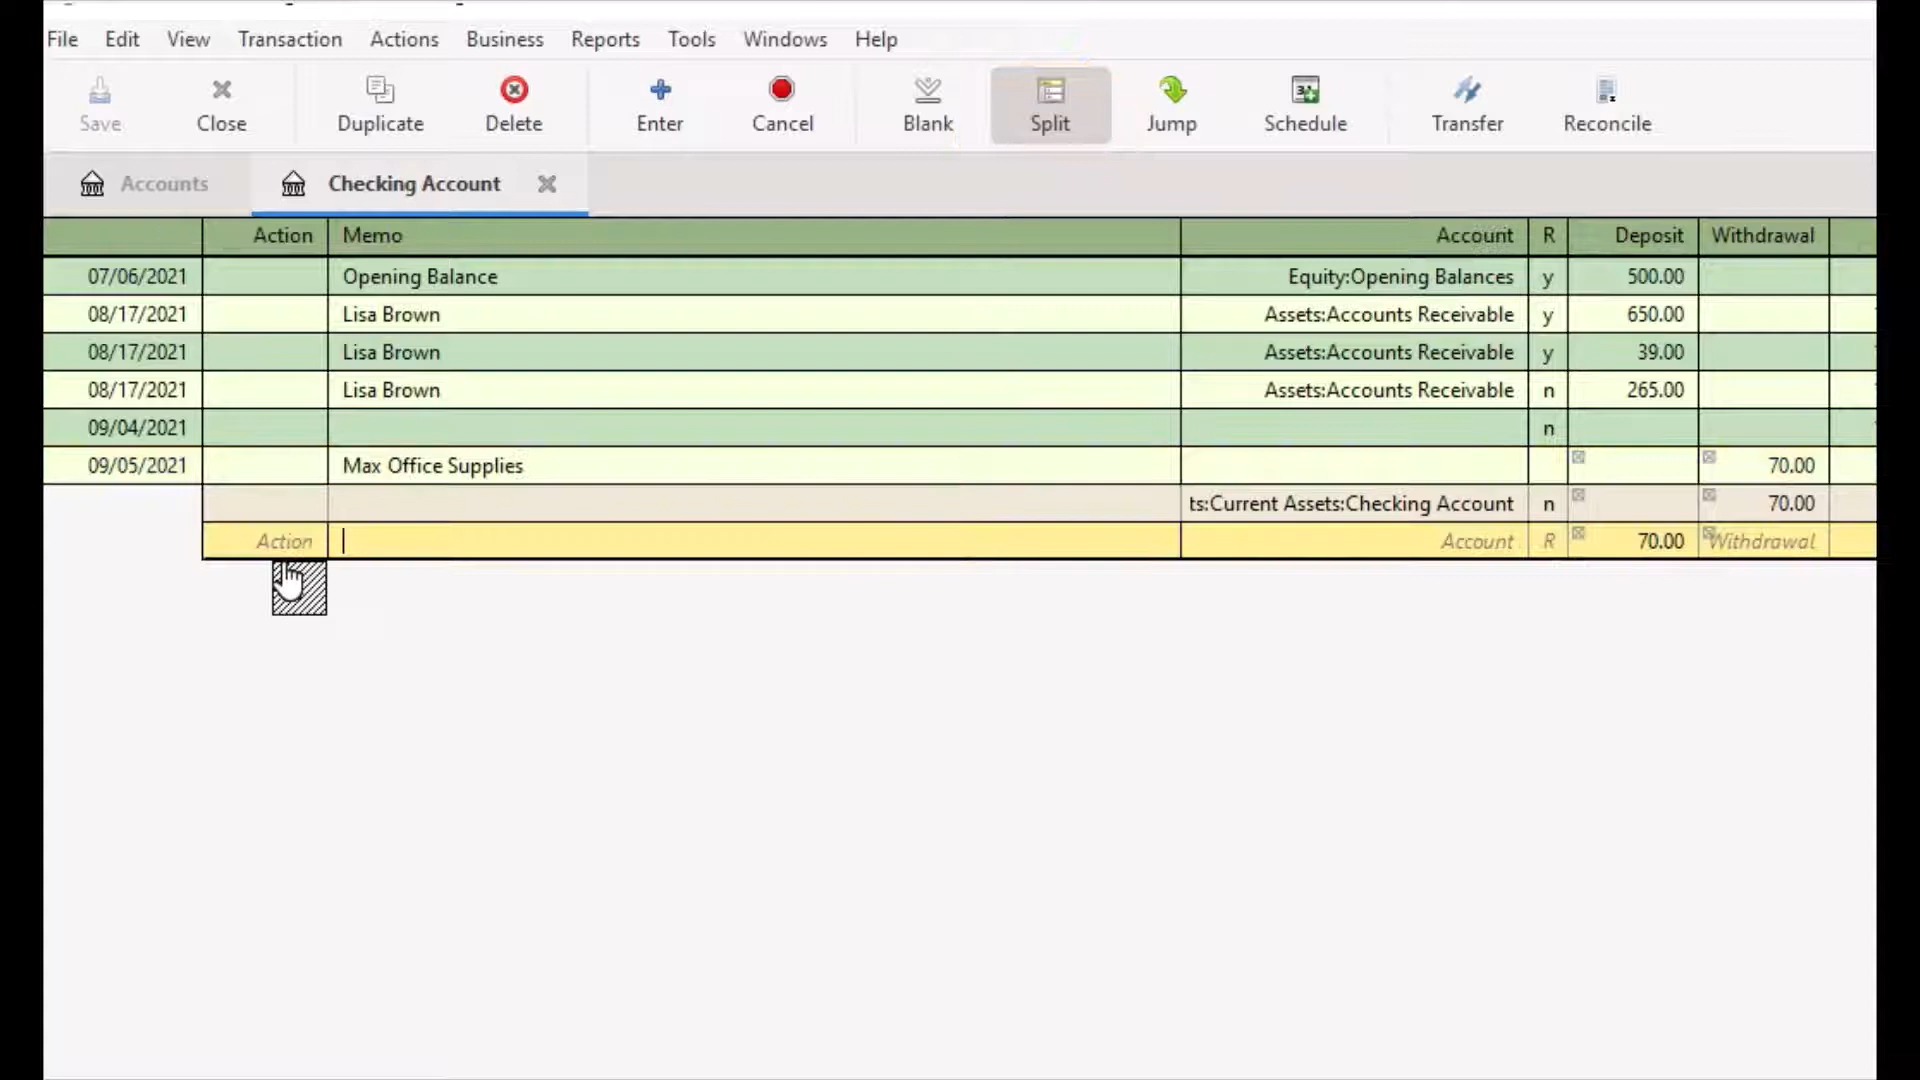 File Edit View Transaction Actions Business Reports Tools Windows Help
Save Close Duplicate Delete Enter Cancel Blank Split Jump Schedule Transfer Reconcile
Accounts Checking Account
Action Memo Account R Deposit Withdrawal
07/06/2021 Opening Balance Equity:Opening Balances y 500.00
08/17/2021 Lisa Brown Assets:Accounts Receivable y 650.00
08/17/2021 Lisa Brown Assets:Accounts Receivable y 39.00
08/17/2021 Lisa Brown Assets:Accounts Receivable n 265.00
09/04/2021 n
09/05/2021 Max Office Supplies 70.00
ts:Current Assets:Checking Account n 70.00
Action Account R 70.00 Withdrawal